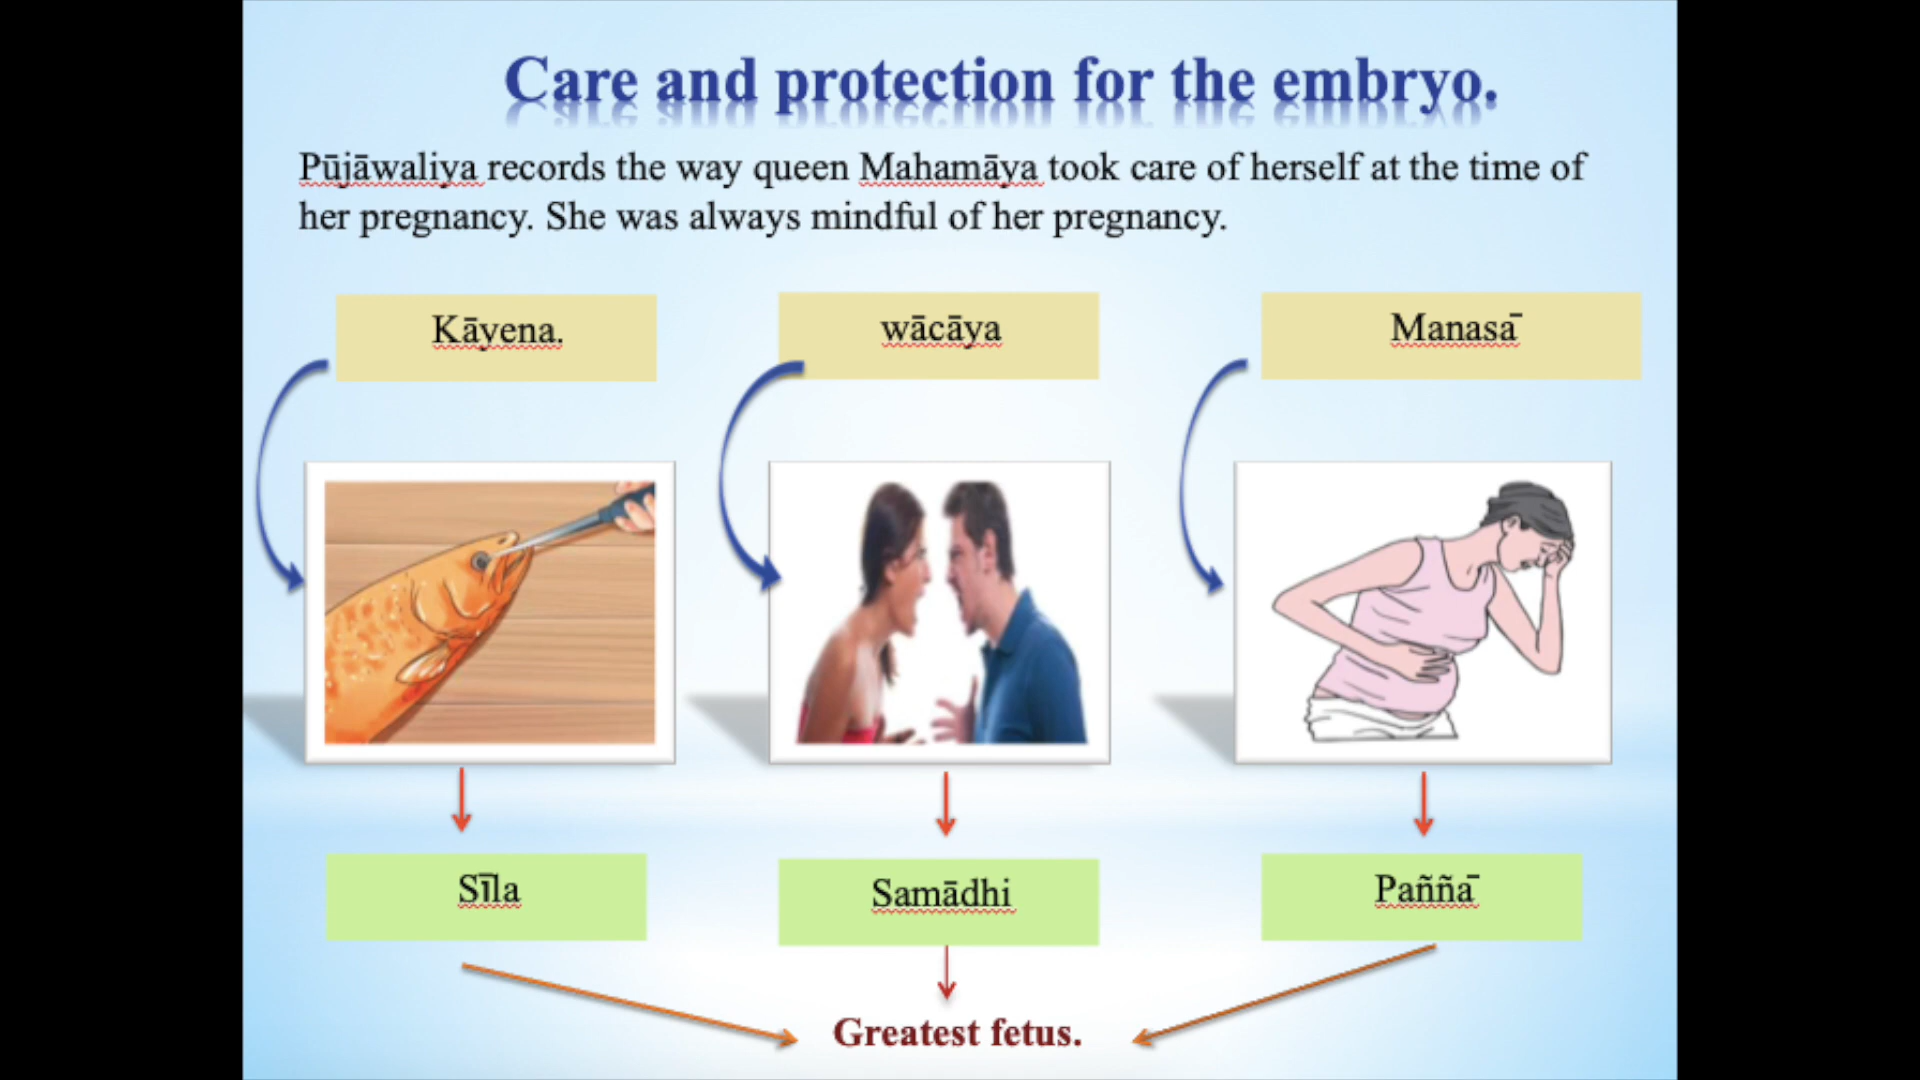 Care and protection for the embryo.
Pūjāwaliya records the way queen Mahamāya took care of herself at the time of
her pregnancy. She was always mindful of her pregnancy.
Kāyena.
wācāya
Manasā
Sīla
Samādhi
Paññā
Greatest fetus.